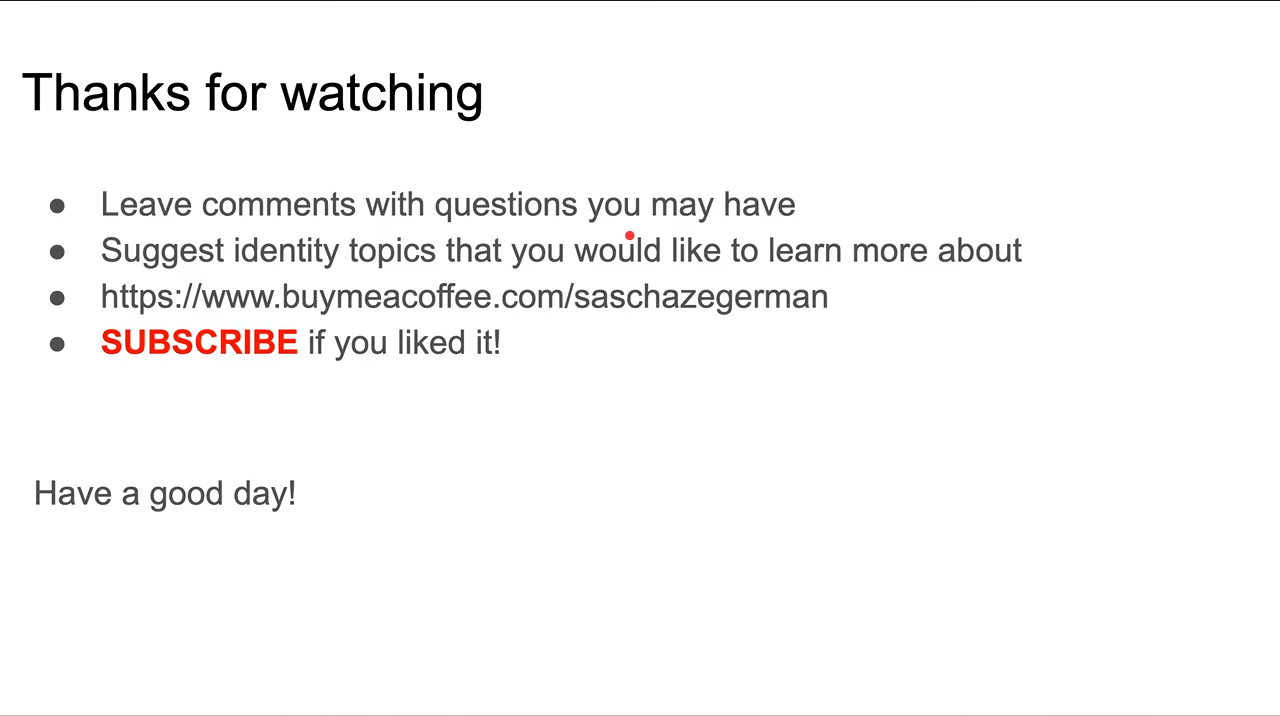 Thanks for watching
● Leave comments with questions you may have
● Suggest identity topics that you would like to learn more about
● https://www.buymeacoffee.com/saschazegerman
● SUBSCRIBE if you liked it!
Have a good day!